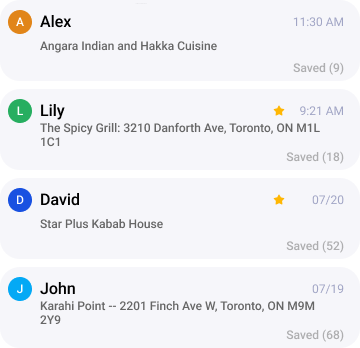 A Alex 11:30 AM
Angara Indian and Hakka Cuisine
Saved (9)
L Lily 9:21 AM
The Spicy Grill: 3210 Danforth Ave, Toronto, ON M1L
1C1
Saved (18)
D David 07/20
Star Plus Kabab House
Saved (52)
J John 07/19
Karahi Point -- 2201 Finch Ave W, Toronto, ON M9M
2Y9
Saved (68)